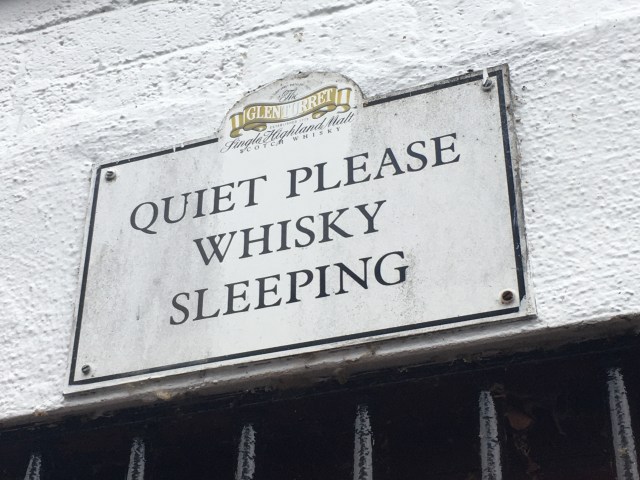 The
GLENTURRET
Single Highland Malt
SCOTCH WHISKY
QUIET PLEASE
WHISKY
SLEEPING